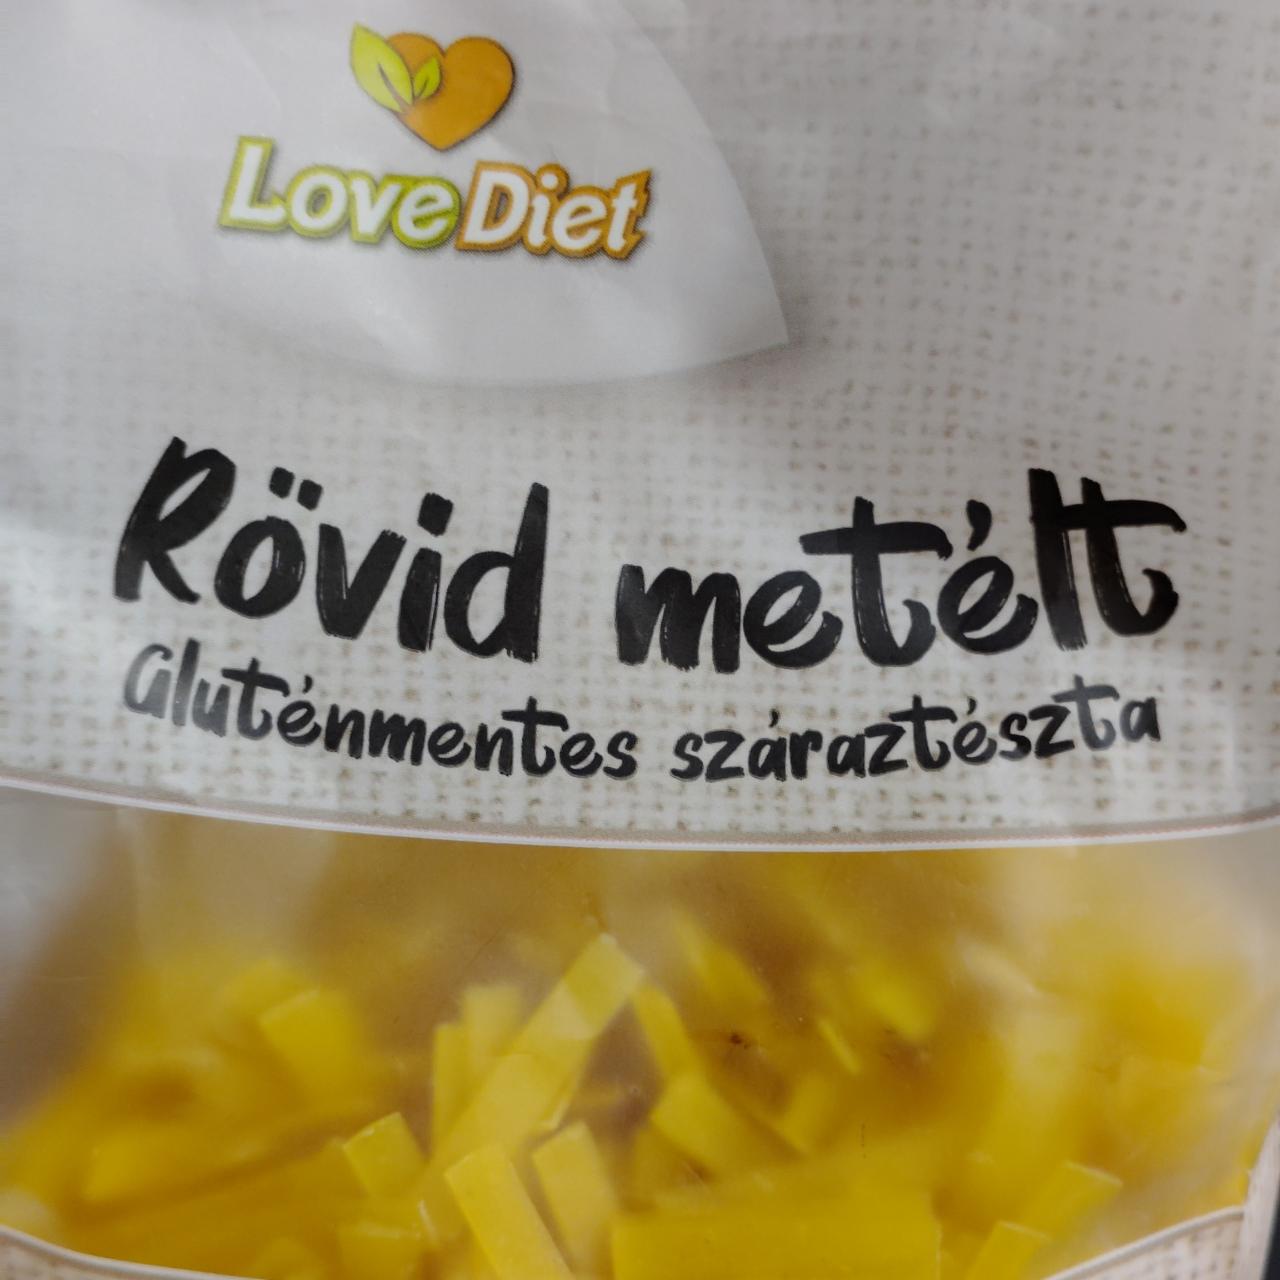 LoveDiet
Rövid metélt
Gluténmentes száraztészta